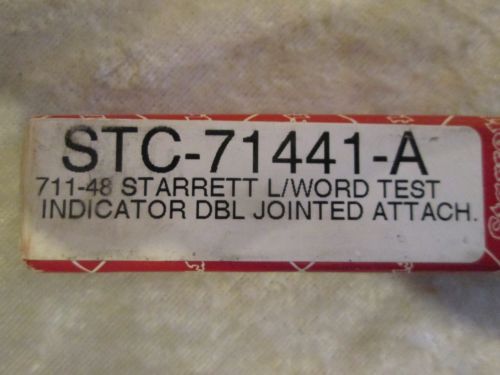 STC-71441-A
711-48 STARRETT L/WORD TEST
INDICATOR DBL JOINTED ATTACH.